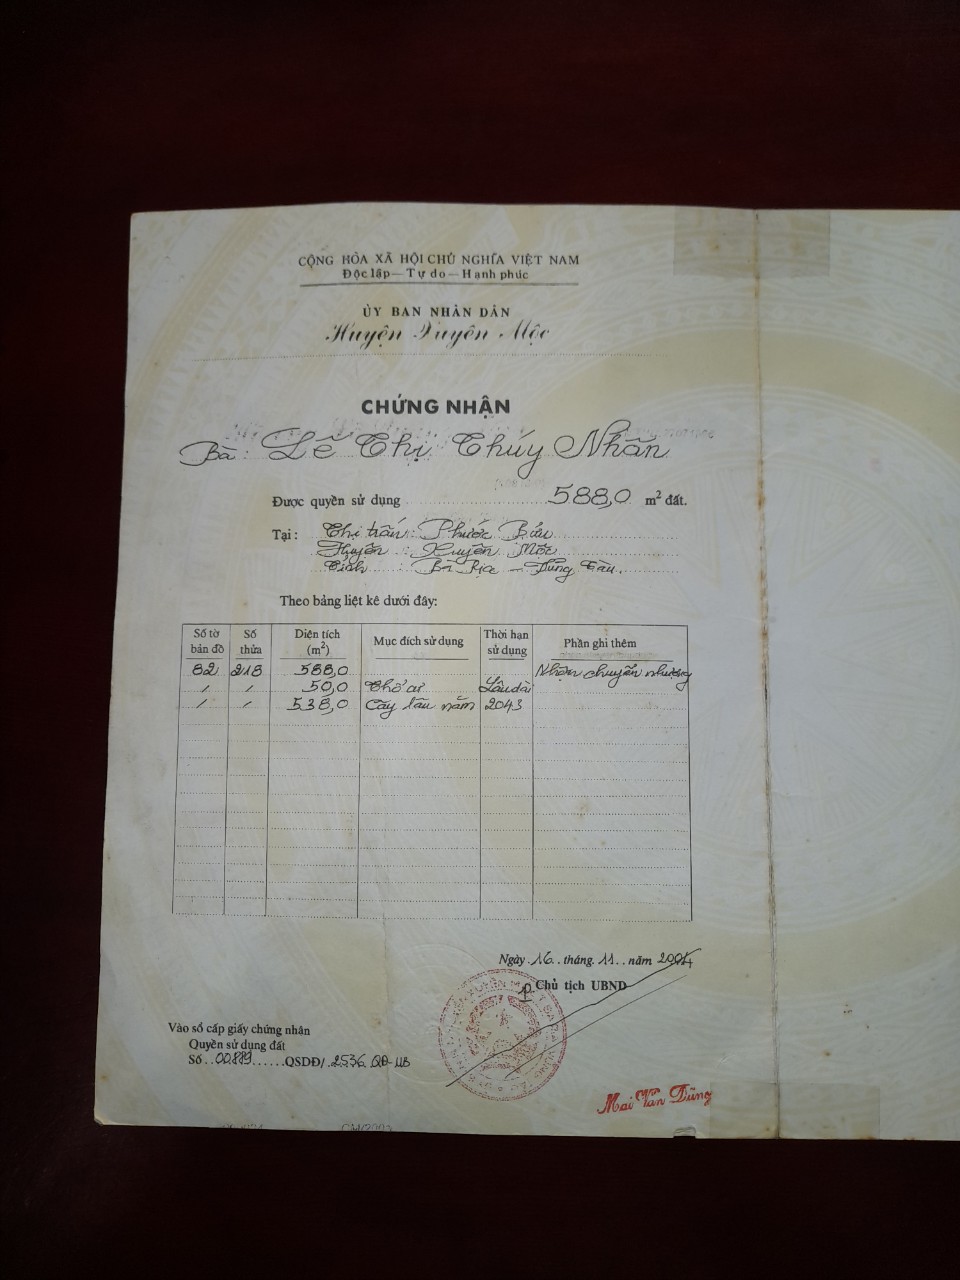 CỘNG HÒA XÃ HỘI CHỦ NGHĨA VIỆT NAM
Độc lập – Tự do – Hạnh phúc
ỦY BAN NHÂN DÂN
Huyện Xuyên Mộc
CHỨNG NHẬN
Bà : Lê Thị Thúy Nhãn
Được quyền sử dụng 588,0 m² đất.
Tại : Thị trấn : Phước Bửu
Huyện : Xuyên Mộc
Tỉnh : Bà Rịa – Vũng Tàu.
Theo bảng liệt kê dưới đây:
Số tờ bản đồ Số thửa Diện tích (m²) Mục đích sử dụng Thời hạn sử dụng Phần ghi thêm
82 218 588,0 Nhận chuyển nhượng
/ / 50,0 Thổ cư Lâu dài
/ / 538,0 Cây lâu năm 2043
Ngày 16 tháng 11 năm 2004
Chủ tịch UBND
Vào sổ cấp giấy chứng nhận
Quyền sử dụng đất
Số 00889 QSDĐ/ 2536 QĐ-UB
Mai Văn Dũng